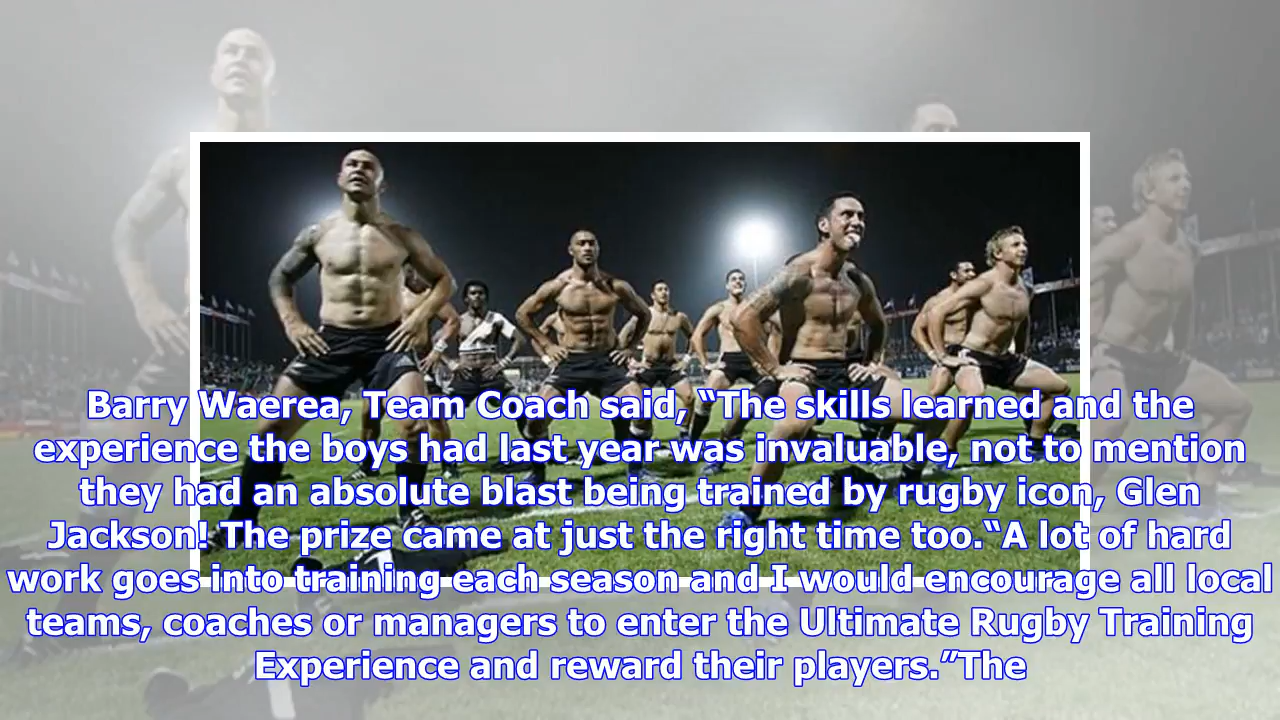 Barry Waerea, Team Coach said, “The skills learned and the
experience the boys had last year was invaluable, not to mention
they had an absolute blast being trained by rugby icon, Glen
Jackson! The prize came at just the right time too.“A lot of hard
work goes into training each season and I would encourage all local
teams, coaches or managers to enter the Ultimate Rugby Training
Experience and reward their players.”The